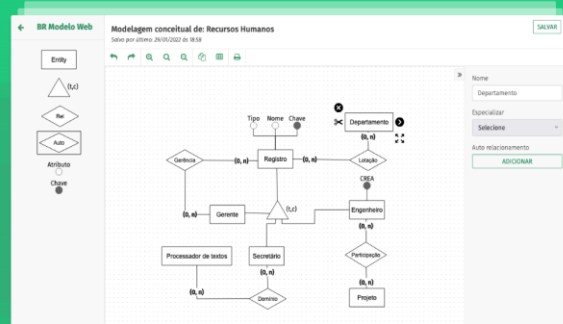 BR Modelo Web
Modelagem conceitual de: Recursos Humanos
Salvo por último: 29/01/2022 às 18:58
SALVAR
Entity
(t,c)
Rel
Auto
Atributo
Chave
Nome
Departamento
Especializar
Selecione
Auto relacionamento
ADICIONAR
Tipo Nome Chave
Departamento
(0, n)
Gerência
(0, n)
Registro
(0, n)
Lotação
CREA
(0, n)
Gerente
(t,c)
Engenheiro
(0, n)
Processador de textos
Secretário
Participação
(0, n)
(0, n)
Domínio
(0, n)
Projeto